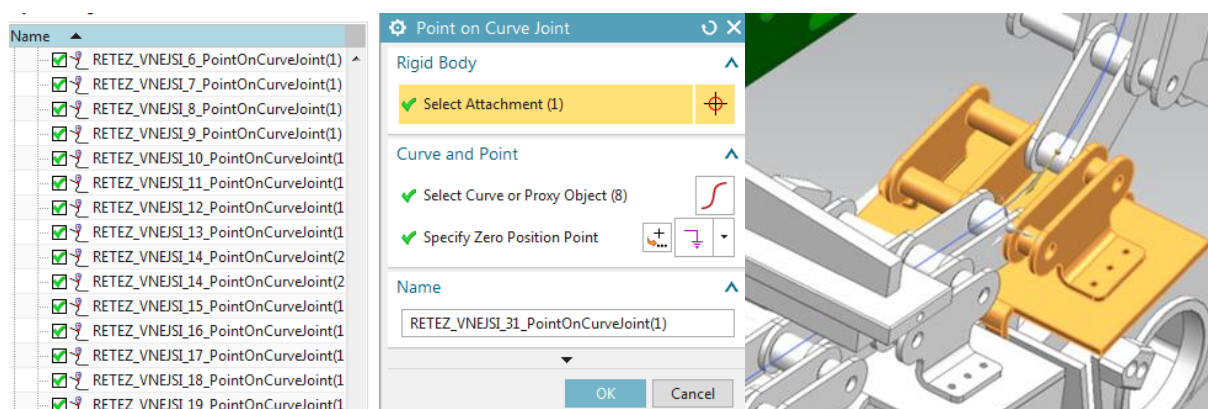 Name
RETEZ_VNEJSI_6_PointOnCurveJoint(1)
RETEZ_VNEJSI_7_PointOnCurveJoint(1)
RETEZ_VNEJSI_8_PointOnCurveJoint(1)
RETEZ_VNEJSI_9_PointOnCurveJoint(1)
RETEZ_VNEJSI_10_PointOnCurveJoint(1
RETEZ_VNEJSI_11_PointOnCurveJoint(1
RETEZ_VNEJSI_12_PointOnCurveJoint(1
RETEZ_VNEJSI_13_PointOnCurveJoint(1
RETEZ_VNEJSI_14_PointOnCurveJoint(2
RETEZ_VNEJSI_14_PointOnCurveJoint(2
RETEZ_VNEJSI_15_PointOnCurveJoint(1
RETEZ_VNEJSI_16_PointOnCurveJoint(1
RETEZ_VNEJSI_17_PointOnCurveJoint(1
RETEZ_VNEJSI_18_PointOnCurveJoint(1
RETEZ_VNEJSI_19_PointOnCurveJoint(1
Point on Curve Joint
Rigid Body
Select Attachment (1)
Curve and Point
Select Curve or Proxy Object (8)
Specify Zero Position Point
Name
RETEZ_VNEJSI_31_PointOnCurveJoint(1)
OK
Cancel